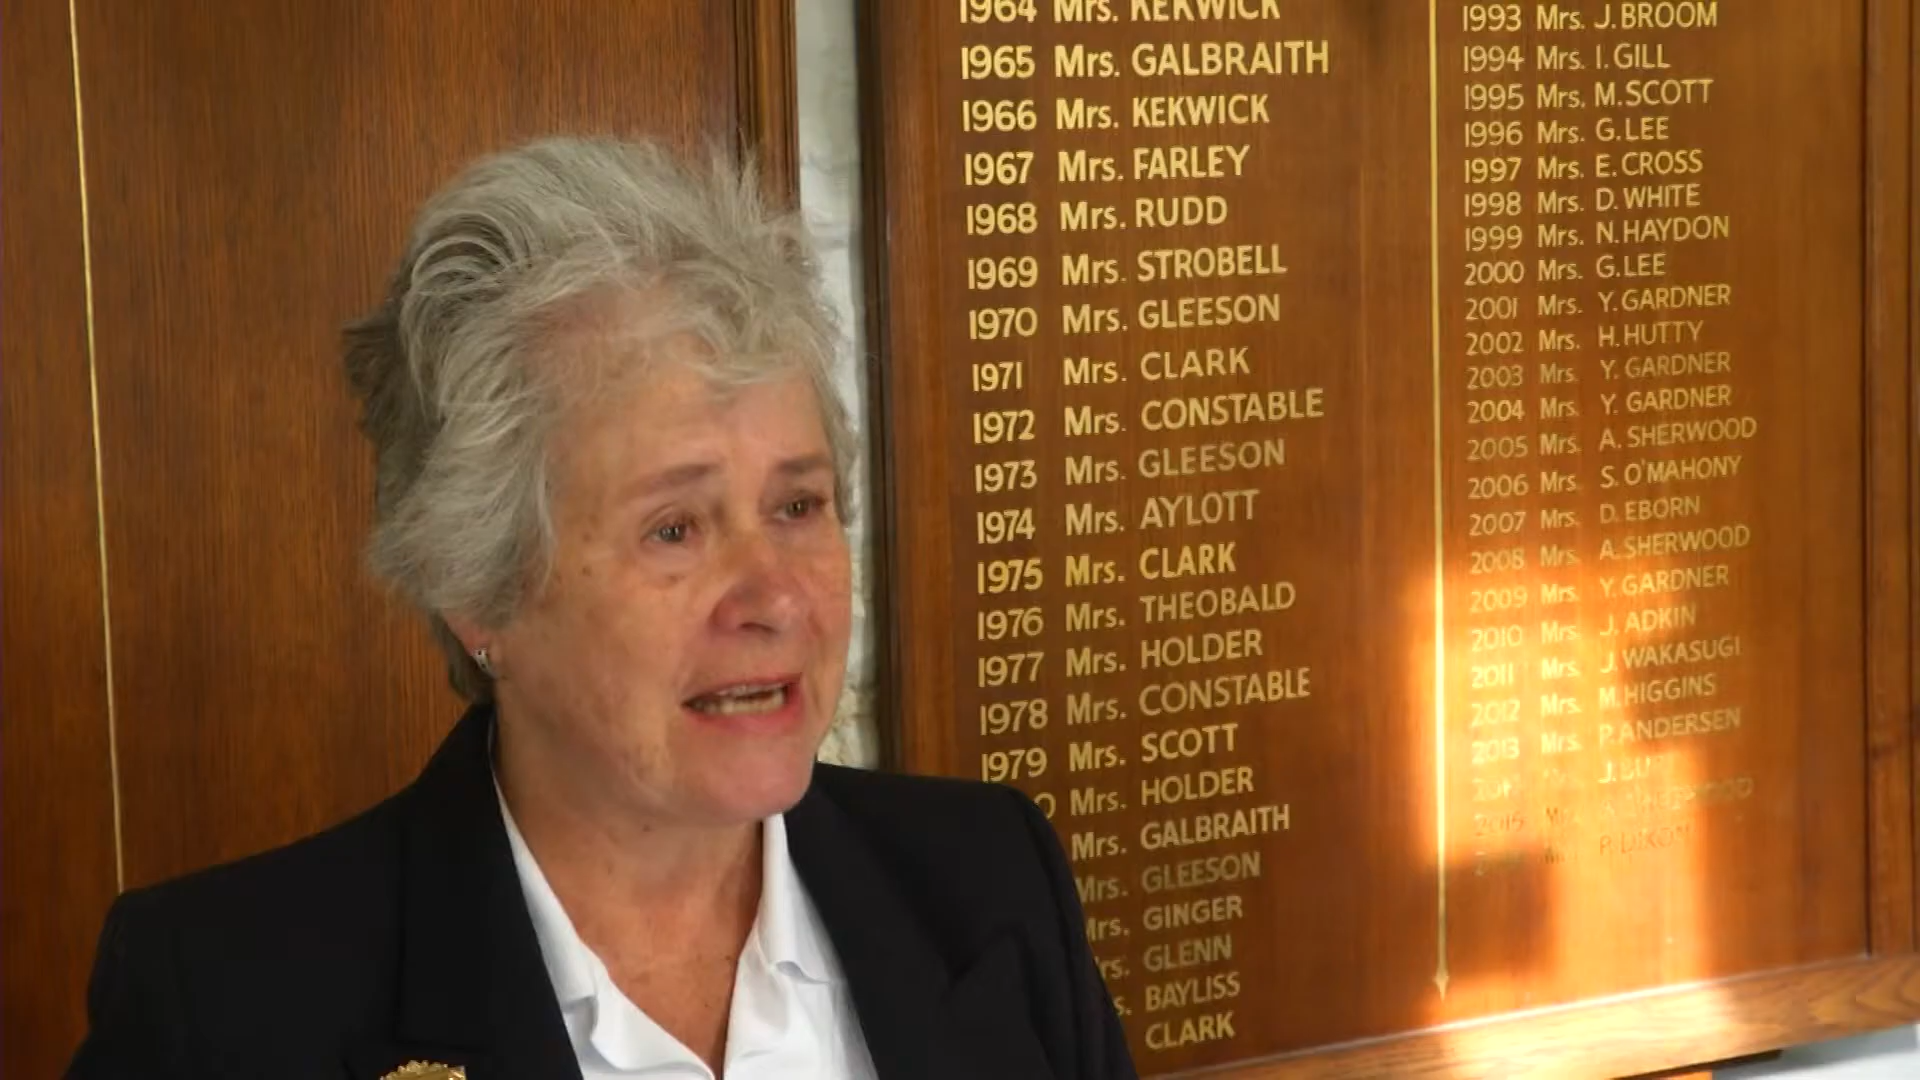 1964 Mrs. KEKWICK
1965 Mrs. GALBRAITH
1966 Mrs. KEKWICK
1967 Mrs. FARLEY
1968 Mrs. RUDD
1969 Mrs. STROBELL
1970 Mrs. GLEESON
1971 Mrs. CLARK
1972 Mrs. CONSTABLE
1973 Mrs. GLEESON
1974 Mrs. AYLOTT
1975 Mrs. CLARK
1976 Mrs. THEOBALD
1977 Mrs. HOLDER
1978 Mrs. CONSTABLE
1979 Mrs. SCOTT
0 Mrs. HOLDER
Mrs. GALBRAITH
Mrs. GLEESON
Mrs. GINGER
rs. GLENN
s. BAYLISS
CLARK
1993 Mrs. J. BROOM
1994 Mrs. I. GILL
1995 Mrs. M. SCOTT
1996 Mrs. G. LEE
1997 Mrs. E. CROSS
1998 Mrs. D. WHITE
1999 Mrs. N. HAYDON
2000 Mrs. G. LEE
2001 Mrs. Y. GARDNER
2002 Mrs. H. HUTTY
2003 Mrs. Y. GARDNER
2004 Mrs. Y. GARDNER
2005 Mrs. A. SHERWOOD
2006 Mrs. S. O'MAHONY
2007 Mrs. D. EBORN
2008 Mrs. A. SHERWOOD
2009 Mrs. Y. GARDNER
2010 Mrs. J. ADKIN
2011 Mrs. J. WAKASUGI
2012 Mrs. M. HIGGINS
2013 Mrs. P. ANDERSEN
J.
2015
P. DIXON